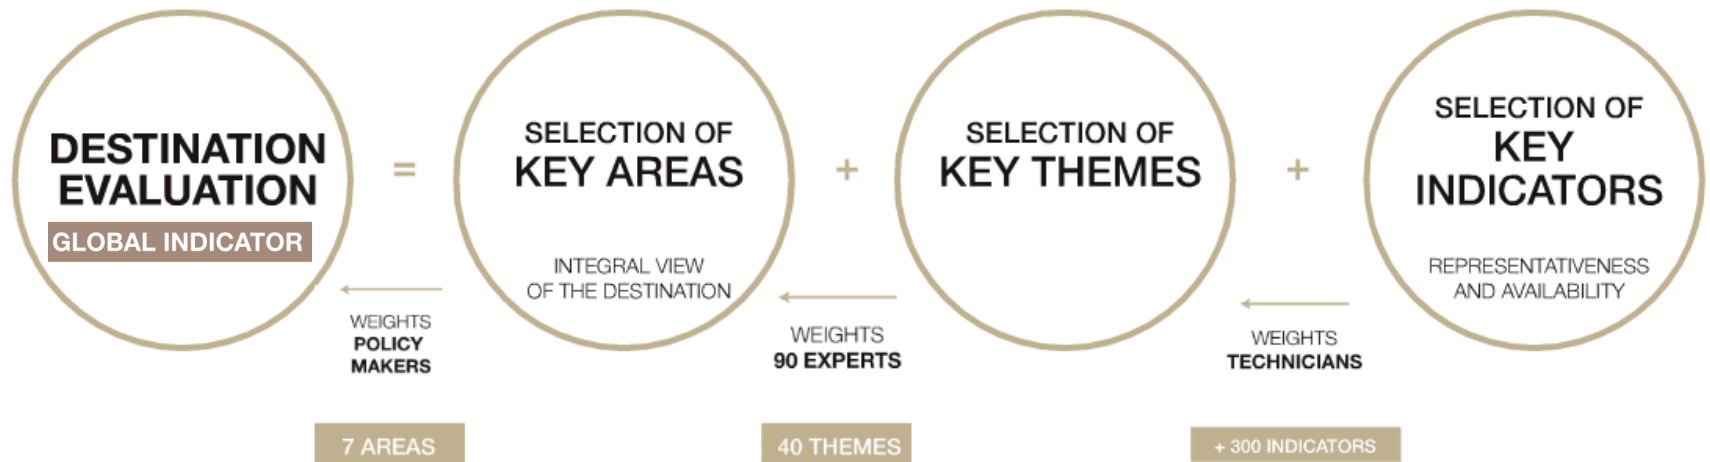 DESTINATION
EVALUATION
GLOBAL INDICATOR
=
SELECTION OF
KEY AREAS
INTEGRAL VIEW
OF THE DESTINATION
+
SELECTION OF
KEY THEMES
+
SELECTION OF
KEY
INDICATORS
REPRESENTATIVENESS
AND AVAILABILITY
WEIGHTS
POLICY
MAKERS
WEIGHTS
90 EXPERTS
WEIGHTS
TECHNICIANS
7 AREAS
40 THEMES
+ 300 INDICATORS